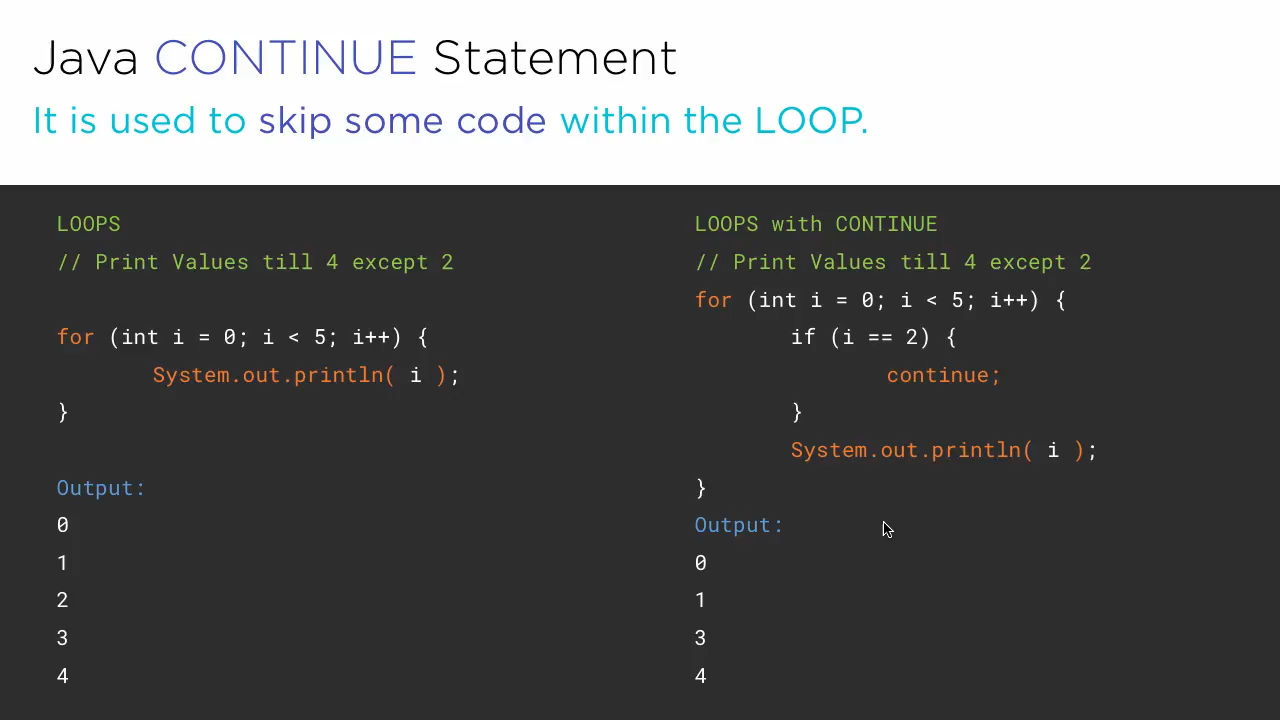 Java CONTINUE Statement
It is used to skip some code within the LOOP.
LOOPS
// Print Values till 4 except 2
for (int i = 0; i < 5; i++) {
System.out.println( i );
}
Output:
0
1
2
3
4
LOOPS with CONTINUE
// Print Values till 4 except 2
for (int i = 0; i < 5; i++) {
if (i == 2) {
continue;
}
System.out.println( i );
}
Output:
0
1
3
4